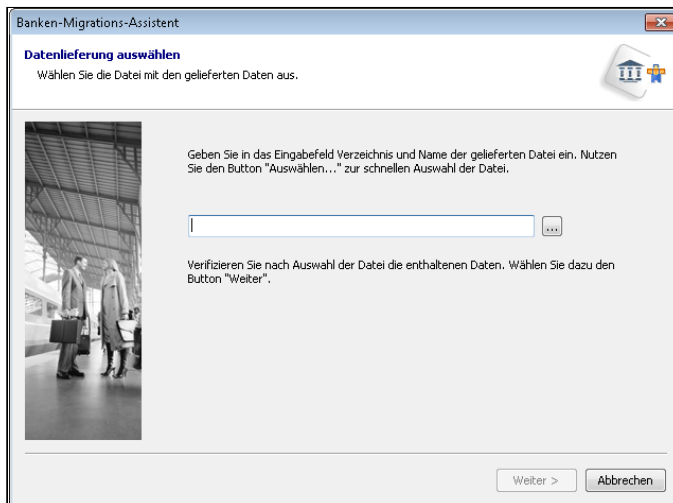 Banken-Migrations-Assistent
Datenlieferung auswählen
Wählen Sie die Datei mit den gelieferten Daten aus.
Geben Sie in das Eingabefeld Verzeichnis und Name der gelieferten Datei ein. Nutzen
Sie den Button "Auswählen..." zur schnellen Auswahl der Datei.
...
Verifizieren Sie nach Auswahl der Datei die enthaltenen Daten. Wählen Sie dazu den
Button "Weiter".
Weiter >
Abbrechen